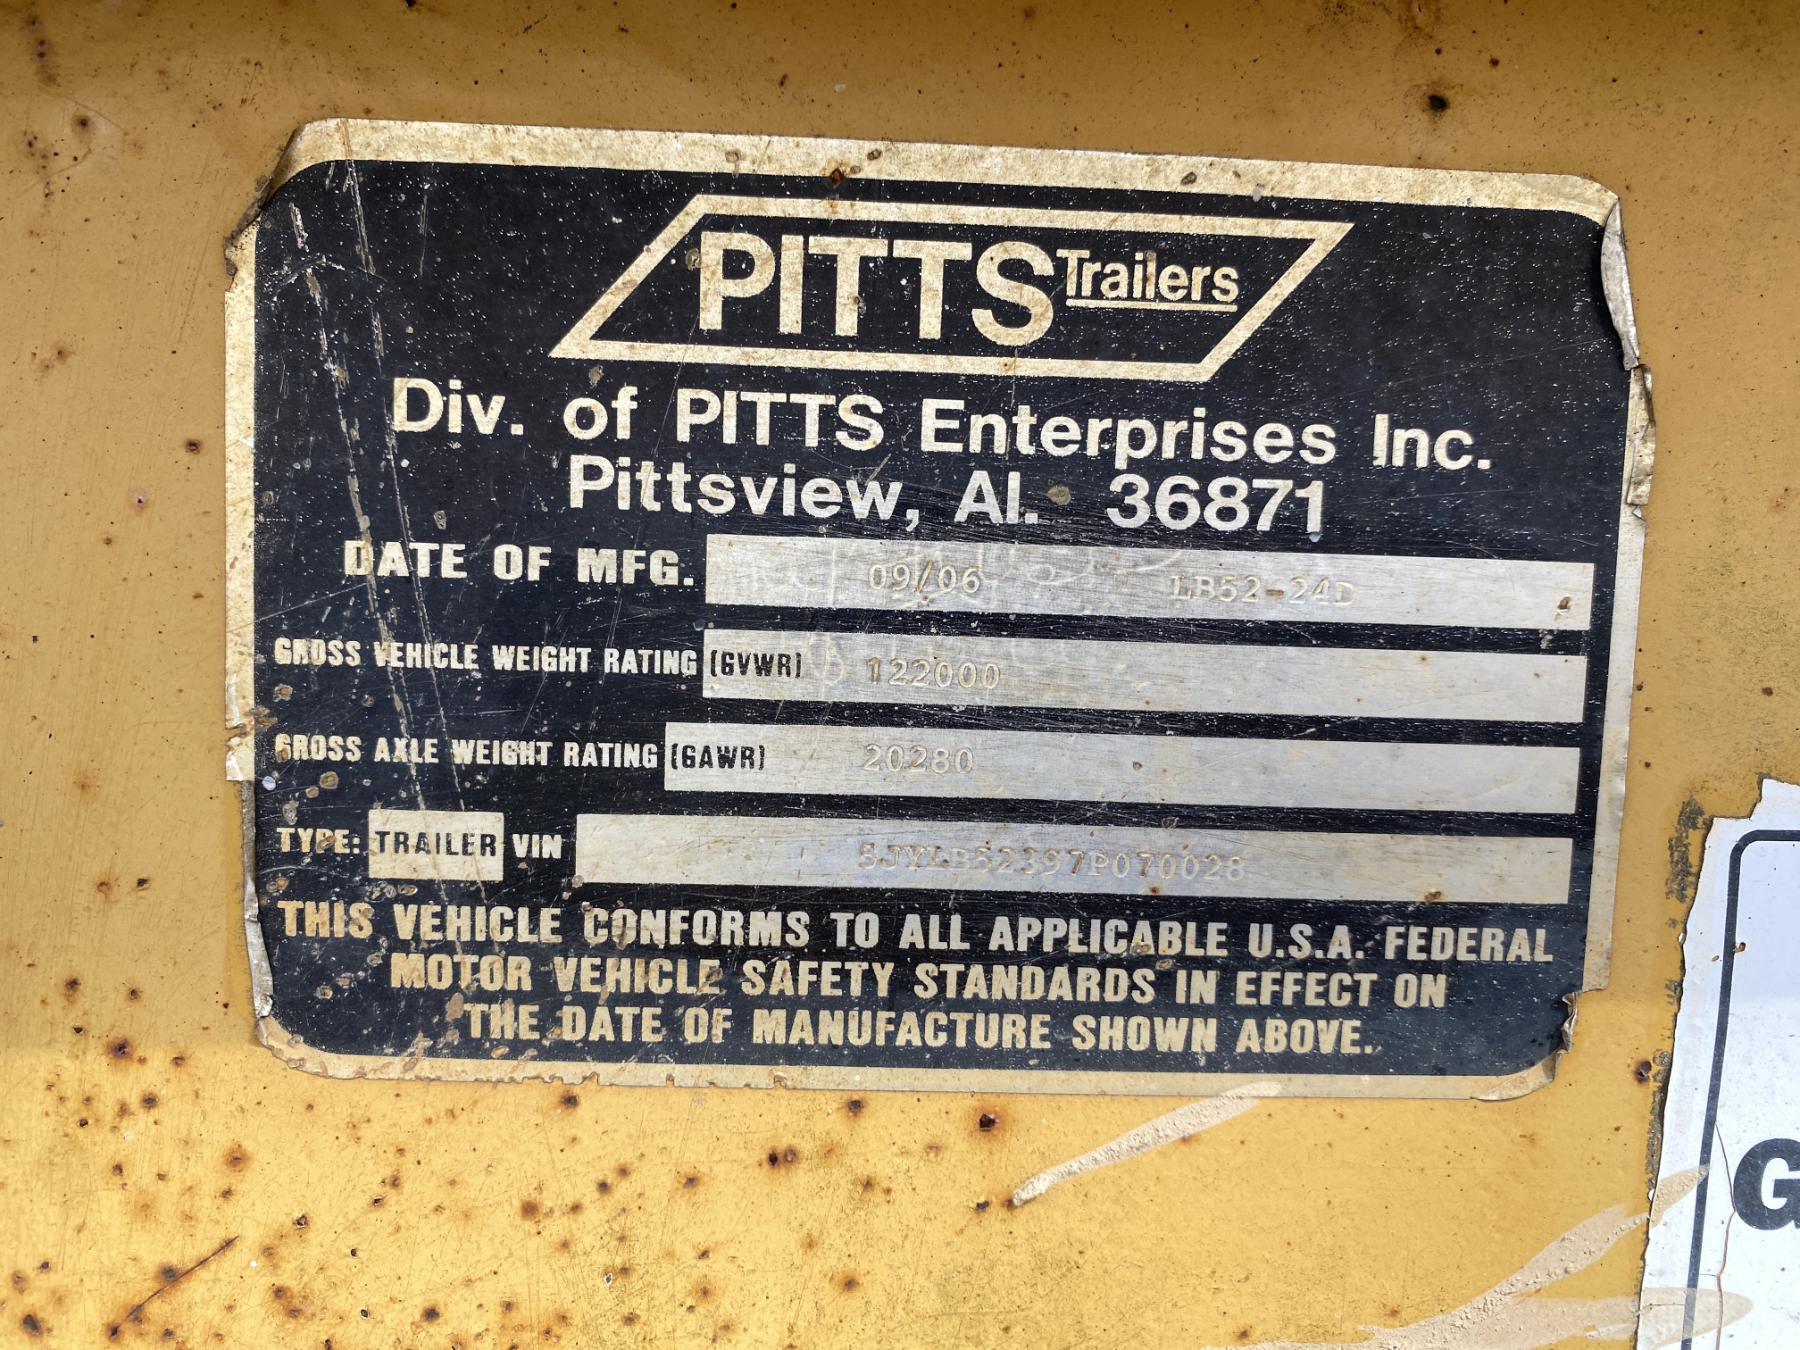 PITTS Trailers
Div. of PITTS Enterprises Inc.
Pittsview, Al. 36871
DATE OF MFG. 09/06 LB52-24D
GROSS VEHICLE WEIGHT RATING (GVWR) 122000
GROSS AXLE WEIGHT RATING (GAWR) 20280
TYPE: TRAILER VIN 5JYLB52397P070028
THIS VEHICLE CONFORMS TO ALL APPLICABLE U.S.A. FEDERAL
MOTOR VEHICLE SAFETY STANDARDS IN EFFECT ON
THE DATE OF MANUFACTURE SHOWN ABOVE.
G